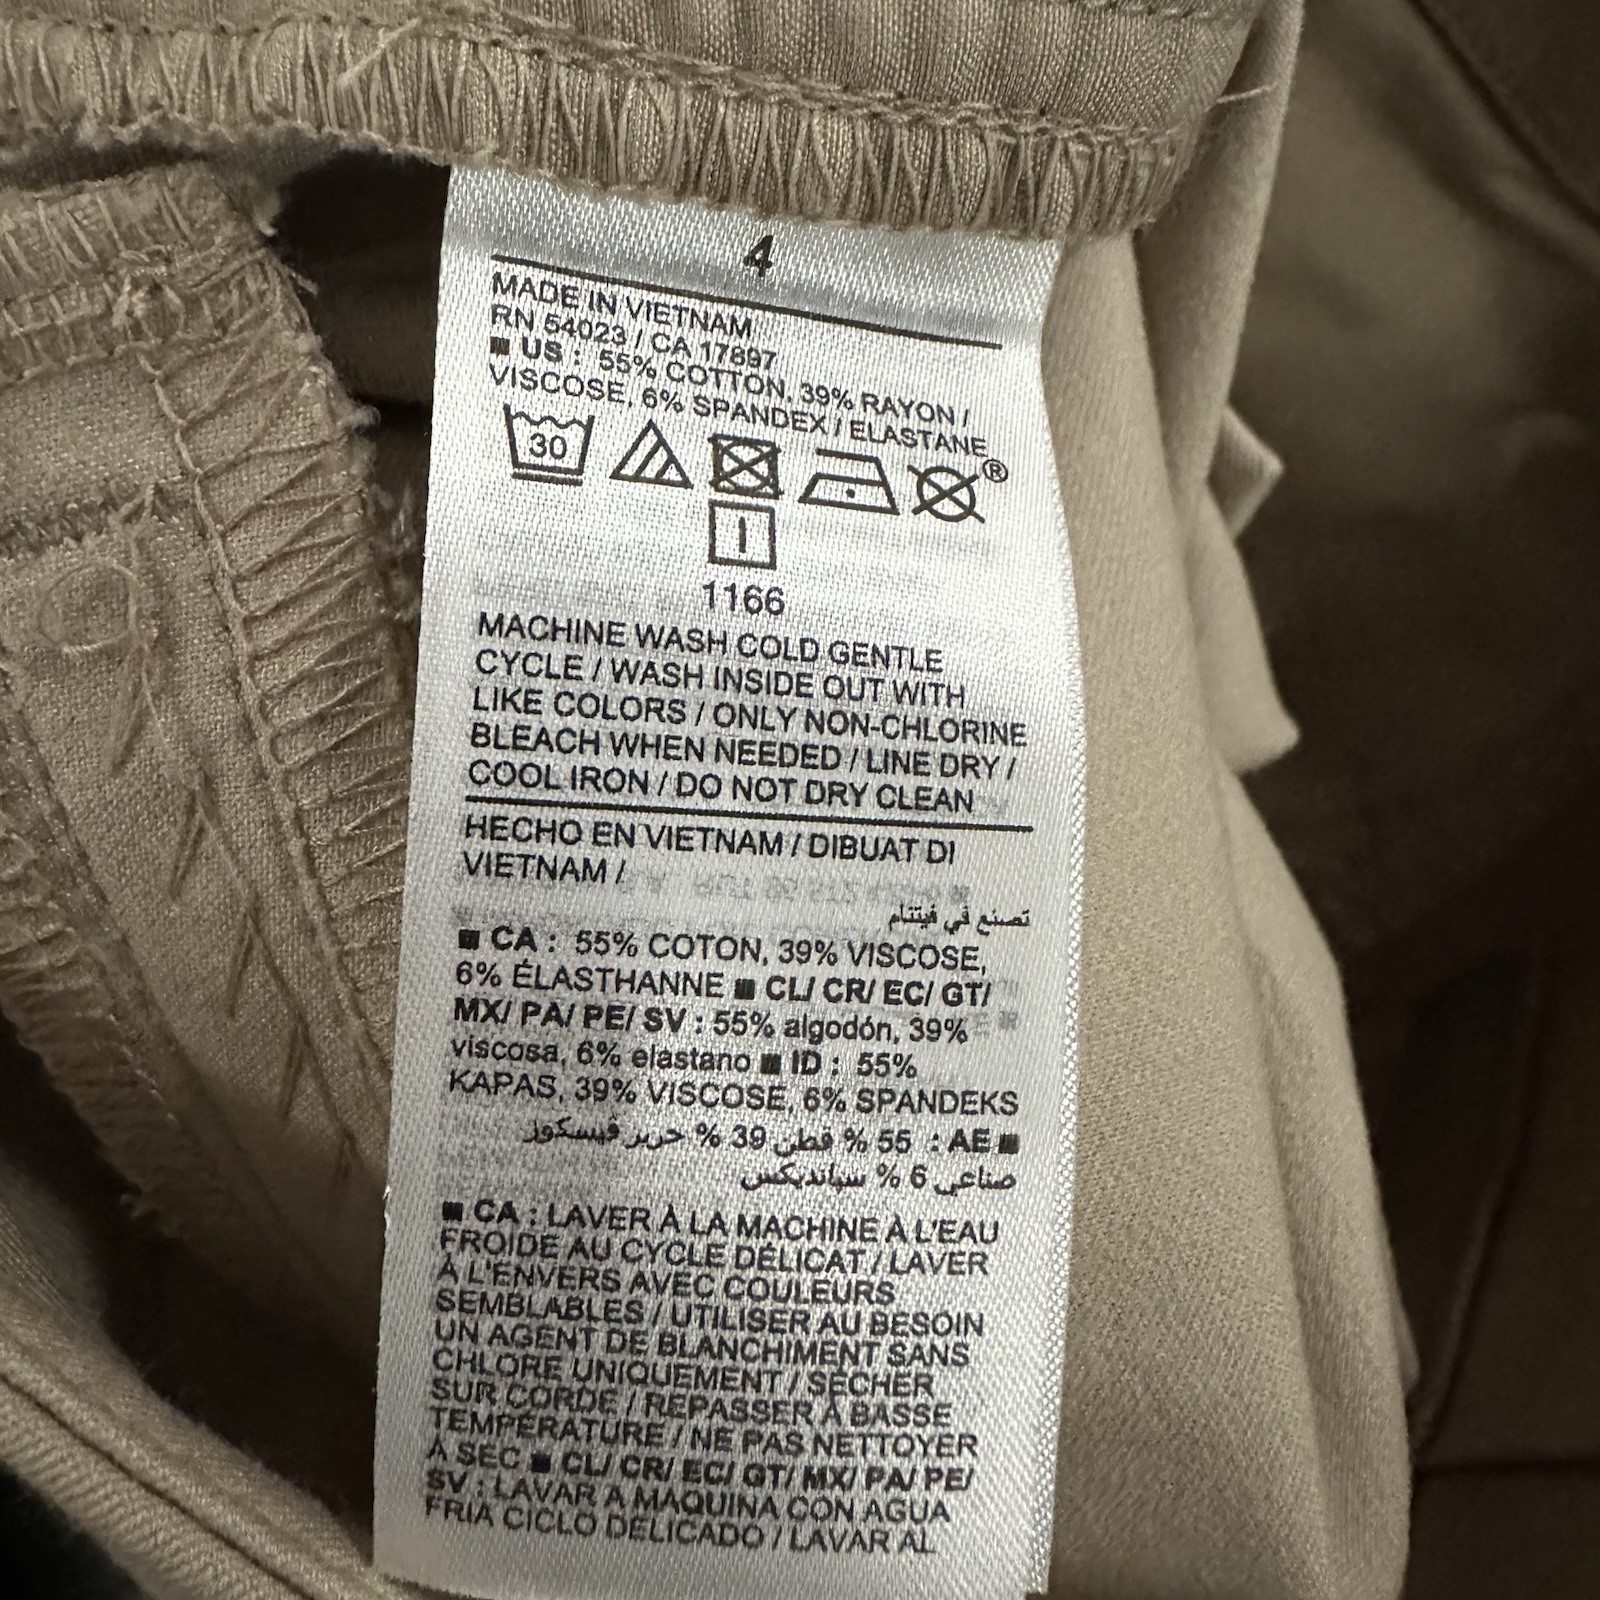 4
MADE IN VIETNAM
RN 54023 / CA 17897
■ US : 55% COTTON, 39% RAYON /
VISCOSE, 6% SPANDEX / ELASTANE
30
®
1166
MACHINE WASH COLD GENTLE
CYCLE / WASH INSIDE OUT WITH
LIKE COLORS / ONLY NON-CHLORINE
BLEACH WHEN NEEDED / LINE DRY /
COOL IRON / DO NOT DRY CLEAN
HECHO EN VIETNAM / DIBUAT DI
VIETNAM /
تصنع في فيتنام
■ CA : 55% COTON, 39% VISCOSE,
6% ÉLASTHANNE ■ CL/ CR/ EC/ GT/
MX/ PA/ PE/ SV : 55% algodón, 39%
viscosa, 6% elastano ■ ID : 55%
KAPAS, 39% VISCOSE, 6% SPANDEKS
■ AE : 55 % قطن 39 % حرير فيسكوز
صناعي 6 % سباندیکس
■ CA : LAVER À LA MACHINE À L'EAU
FROIDE AU CYCLE DÉLICAT / LAVER
À L'ENVERS AVEC COULEURS
SEMBLABLES / UTILISER AU BESOIN
UN AGENT DE BLANCHIMENT SANS
CHLORE UNIQUEMENT / SÉCHER
SUR CORDE / REPASSER À BASSE
TEMPÉRATURE / NE PAS NETTOYER
À SEC ■ CL/ CR/ EC/ GT/ MX/ PA/ PE/
SV : LAVAR A MAQUINA CON AGUA
FRIA CICLO DELICADO / LAVAR AL